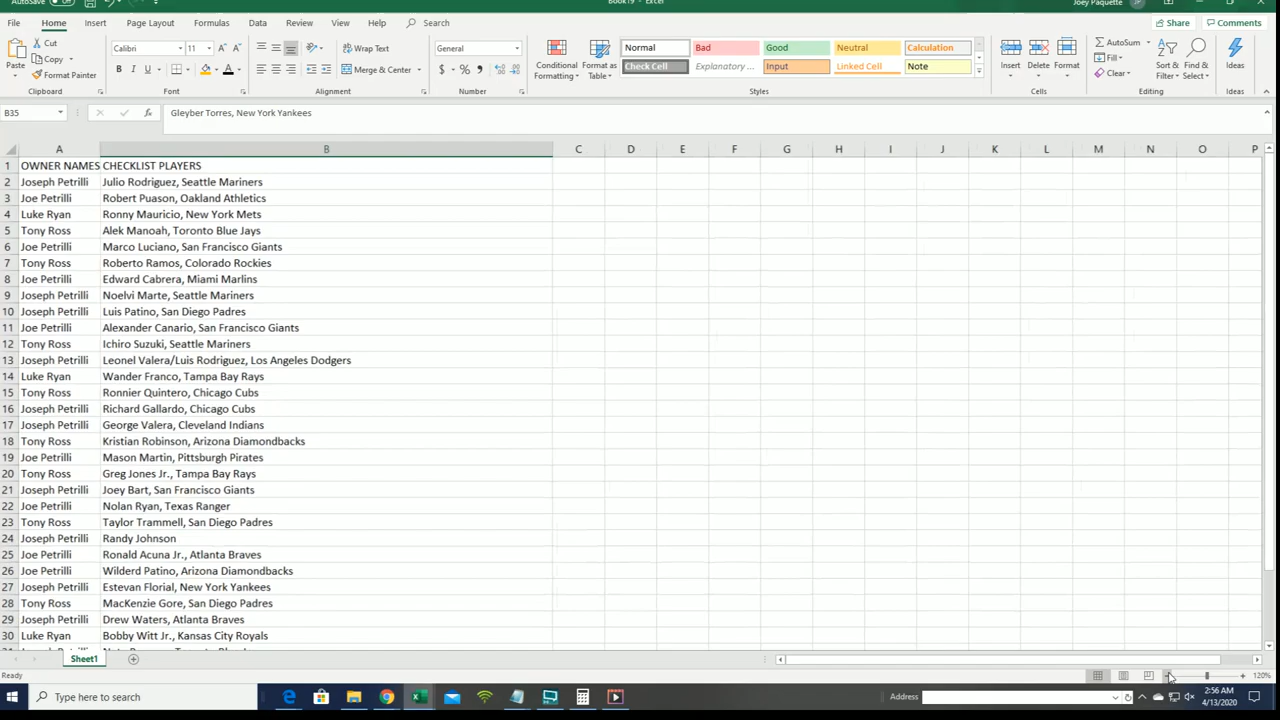 AutoSave Off Book19 - Excel Joey Paquette JP
File Home Insert Page Layout Formulas Data Review View Help Search Share Comments
Paste Cut Copy Format Painter Clipboard
Calibri 11 B I U A Font
Wrap Text Merge & Center Alignment
General $ % Number
Conditional Formatting Format as Table
Normal Bad Good Neutral Calculation
Check Cell Explanatory ... Input Linked Cell Note
Styles
Insert Delete Format Cells
AutoSum Fill Clear Sort & Filter Find & Select Editing
Ideas Ideas
B35 fx Gleyber Torres, New York Yankees
A B C D E F G H I J K L M N O P
1 OWNER NAMES CHECKLIST PLAYERS
2 Joseph Petrilli Julio Rodriguez, Seattle Mariners
3 Joe Petrilli Robert Puason, Oakland Athletics
4 Luke Ryan Ronny Mauricio, New York Mets
5 Tony Ross Alek Manoah, Toronto Blue Jays
6 Joe Petrilli Marco Luciano, San Francisco Giants
7 Tony Ross Roberto Ramos, Colorado Rockies
8 Joe Petrilli Edward Cabrera, Miami Marlins
9 Joseph Petrilli Noelvi Marte, Seattle Mariners
10 Joseph Petrilli Luis Patino, San Diego Padres
11 Joe Petrilli Alexander Canario, San Francisco Giants
12 Tony Ross Ichiro Suzuki, Seattle Mariners
13 Joseph Petrilli Leonel Valera/Luis Rodriguez, Los Angeles Dodgers
14 Luke Ryan Wander Franco, Tampa Bay Rays
15 Tony Ross Ronnier Quintero, Chicago Cubs
16 Joseph Petrilli Richard Gallardo, Chicago Cubs
17 Joseph Petrilli George Valera, Cleveland Indians
18 Tony Ross Kristian Robinson, Arizona Diamondbacks
19 Joe Petrilli Mason Martin, Pittsburgh Pirates
20 Tony Ross Greg Jones Jr., Tampa Bay Rays
21 Joseph Petrilli Joey Bart, San Francisco Giants
22 Joe Petrilli Nolan Ryan, Texas Ranger
23 Tony Ross Taylor Trammell, San Diego Padres
24 Joseph Petrilli Randy Johnson
25 Joe Petrilli Ronald Acuna Jr., Atlanta Braves
26 Joe Petrilli Wilderd Patino, Arizona Diamondbacks
27 Joseph Petrilli Estevan Florial, New York Yankees
28 Tony Ross MacKenzie Gore, San Diego Padres
29 Joseph Petrilli Drew Waters, Atlanta Braves
30 Luke Ryan Bobby Witt Jr., Kansas City Royals
Sheet1
Ready 120%
Type here to search Address 2:56 AM
4/13/2020